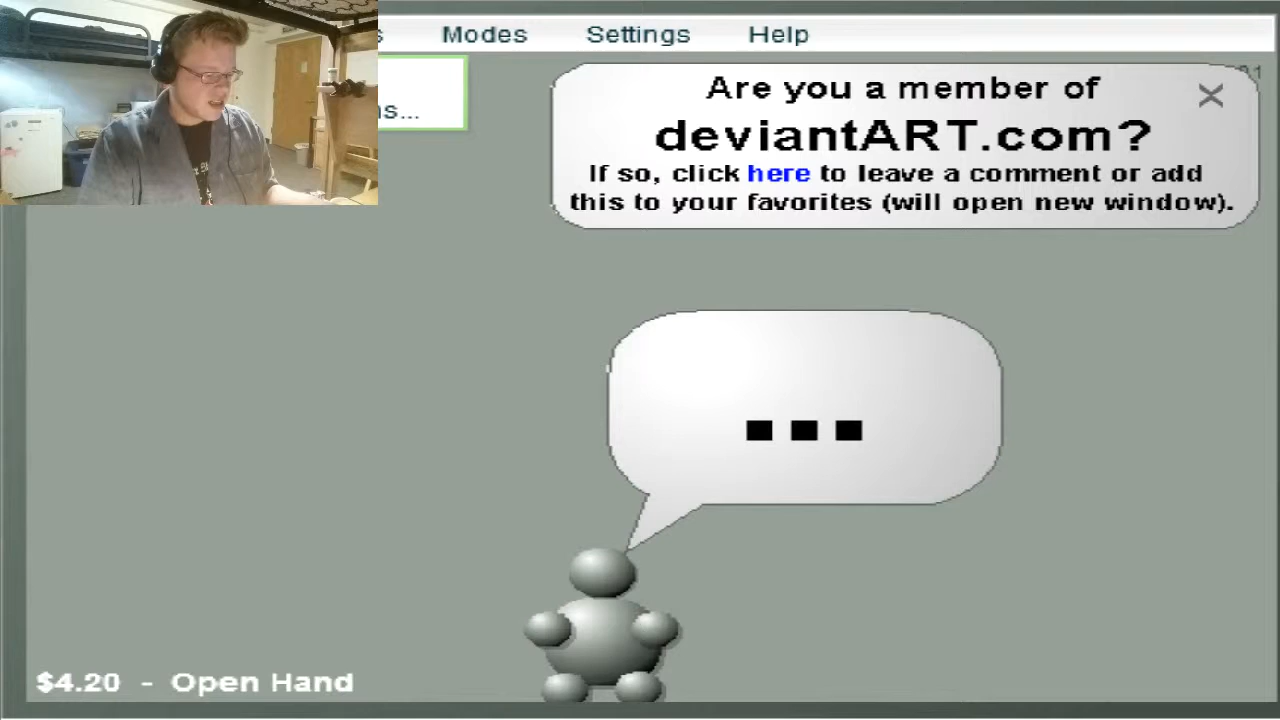 s Modes Settings Help
ns...
Are you a member of
deviantART.com?
If so, click here to leave a comment or add
this to your favorites (will open new window).
...
$4.20 - Open Hand